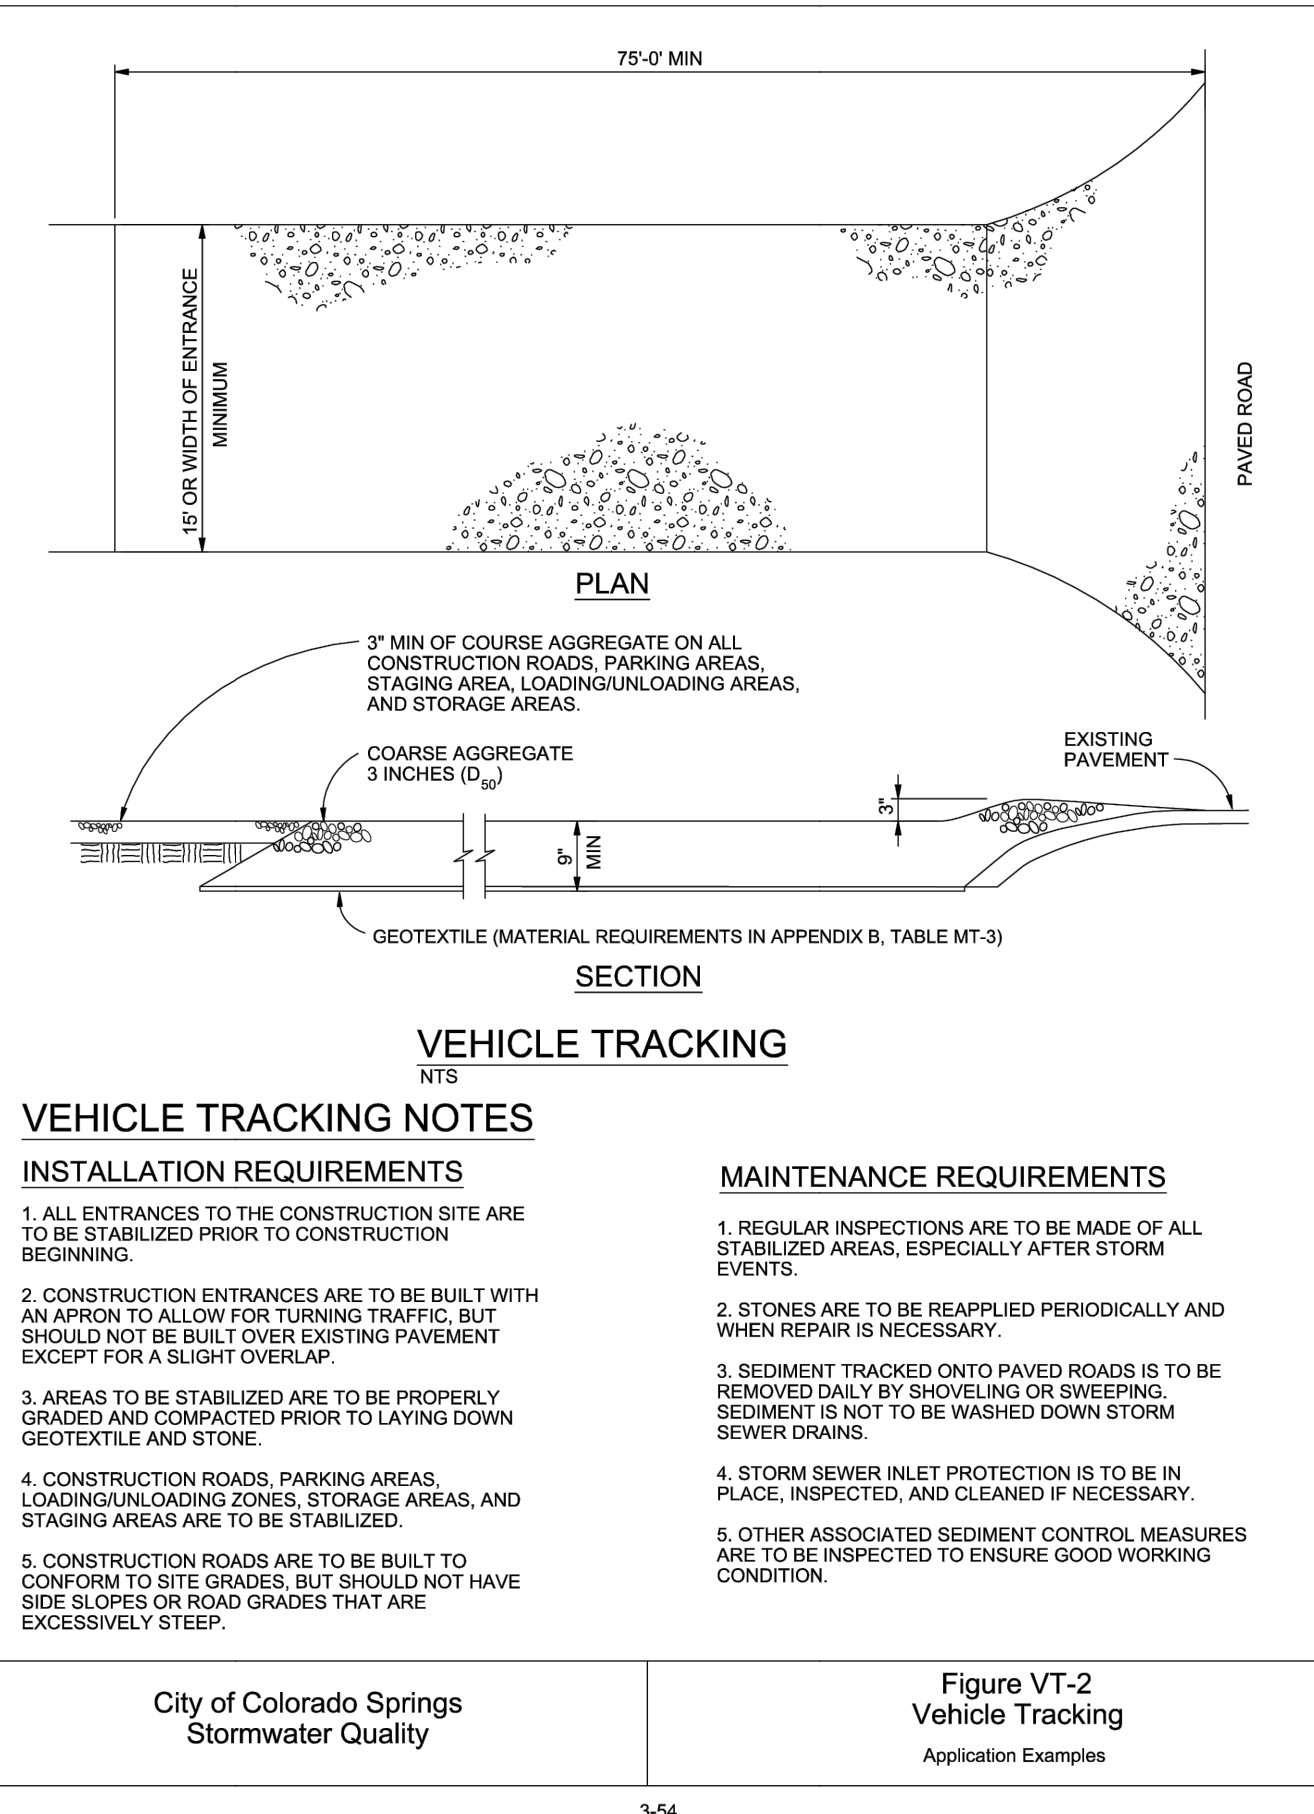 75'-0' MIN
15' OR WIDTH OF ENTRANCE
MINIMUM
PAVED ROAD
PLAN
3" MIN OF COURSE AGGREGATE ON ALL
CONSTRUCTION ROADS, PARKING AREAS,
STAGING AREA, LOADING/UNLOADING AREAS,
AND STORAGE AREAS.
COARSE AGGREGATE
3 INCHES (D50)
EXISTING
PAVEMENT
3"
9"
MIN
GEOTEXTILE (MATERIAL REQUIREMENTS IN APPENDIX B, TABLE MT-3)
SECTION
VEHICLE TRACKING
NTS
VEHICLE TRACKING NOTES
INSTALLATION REQUIREMENTS
1. ALL ENTRANCES TO THE CONSTRUCTION SITE ARE
TO BE STABILIZED PRIOR TO CONSTRUCTION
BEGINNING.
2. CONSTRUCTION ENTRANCES ARE TO BE BUILT WITH
AN APRON TO ALLOW FOR TURNING TRAFFIC, BUT
SHOULD NOT BE BUILT OVER EXISTING PAVEMENT
EXCEPT FOR A SLIGHT OVERLAP.
3. AREAS TO BE STABILIZED ARE TO BE PROPERLY
GRADED AND COMPACTED PRIOR TO LAYING DOWN
GEOTEXTILE AND STONE.
4. CONSTRUCTION ROADS, PARKING AREAS,
LOADING/UNLOADING ZONES, STORAGE AREAS, AND
STAGING AREAS ARE TO BE STABILIZED.
5. CONSTRUCTION ROADS ARE TO BE BUILT TO
CONFORM TO SITE GRADES, BUT SHOULD NOT HAVE
SIDE SLOPES OR ROAD GRADES THAT ARE
EXCESSIVELY STEEP.
MAINTENANCE REQUIREMENTS
1. REGULAR INSPECTIONS ARE TO BE MADE OF ALL
STABILIZED AREAS, ESPECIALLY AFTER STORM
EVENTS.
2. STONES ARE TO BE REAPPLIED PERIODICALLY AND
WHEN REPAIR IS NECESSARY.
3. SEDIMENT TRACKED ONTO PAVED ROADS IS TO BE
REMOVED DAILY BY SHOVELING OR SWEEPING.
SEDIMENT IS NOT TO BE WASHED DOWN STORM
SEWER DRAINS.
4. STORM SEWER INLET PROTECTION IS TO BE IN
PLACE, INSPECTED, AND CLEANED IF NECESSARY.
5. OTHER ASSOCIATED SEDIMENT CONTROL MEASURES
ARE TO BE INSPECTED TO ENSURE GOOD WORKING
CONDITION.
City of Colorado Springs
Stormwater Quality
Figure VT-2
Vehicle Tracking
Application Examples
3-54